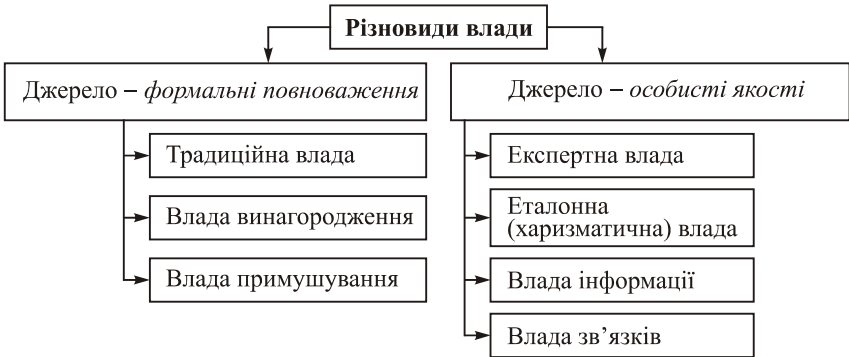 Різновиди влади
Джерело – формальні повноваження
Традиційна влада
Влада винагородження
Влада примушування
Джерело – особисті якості
Експертна влада
Еталонна
(харизматична) влада
Влада інформації
Влада зв’язків